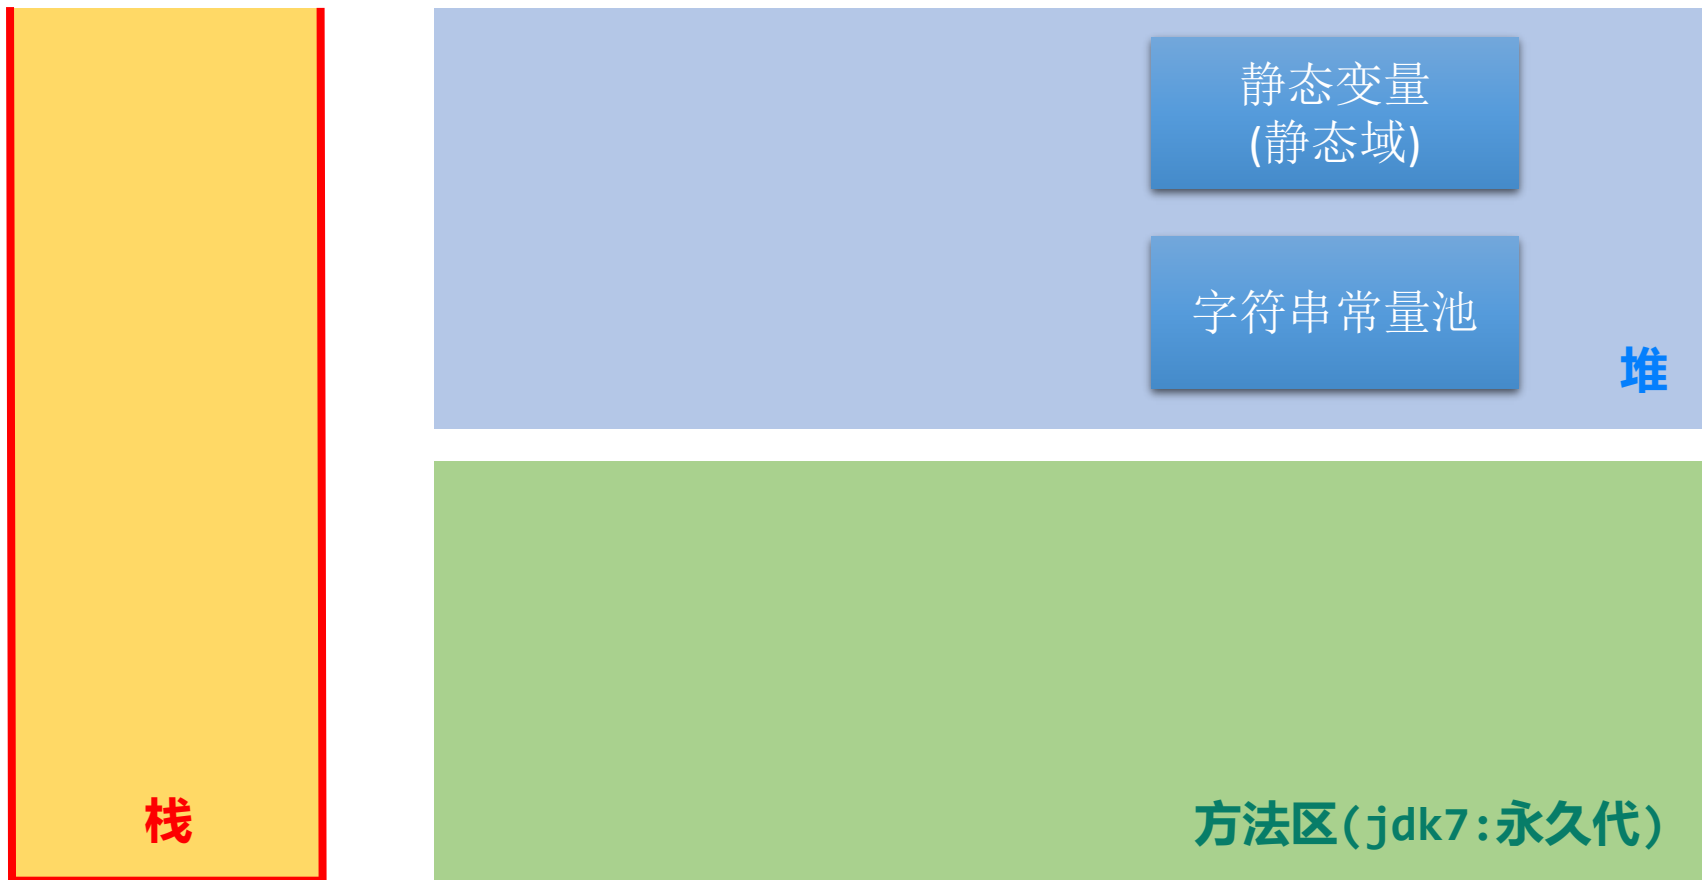 静态变量
(静态域)
字符串常量池
堆
栈
方法区(jdk7:永久代)